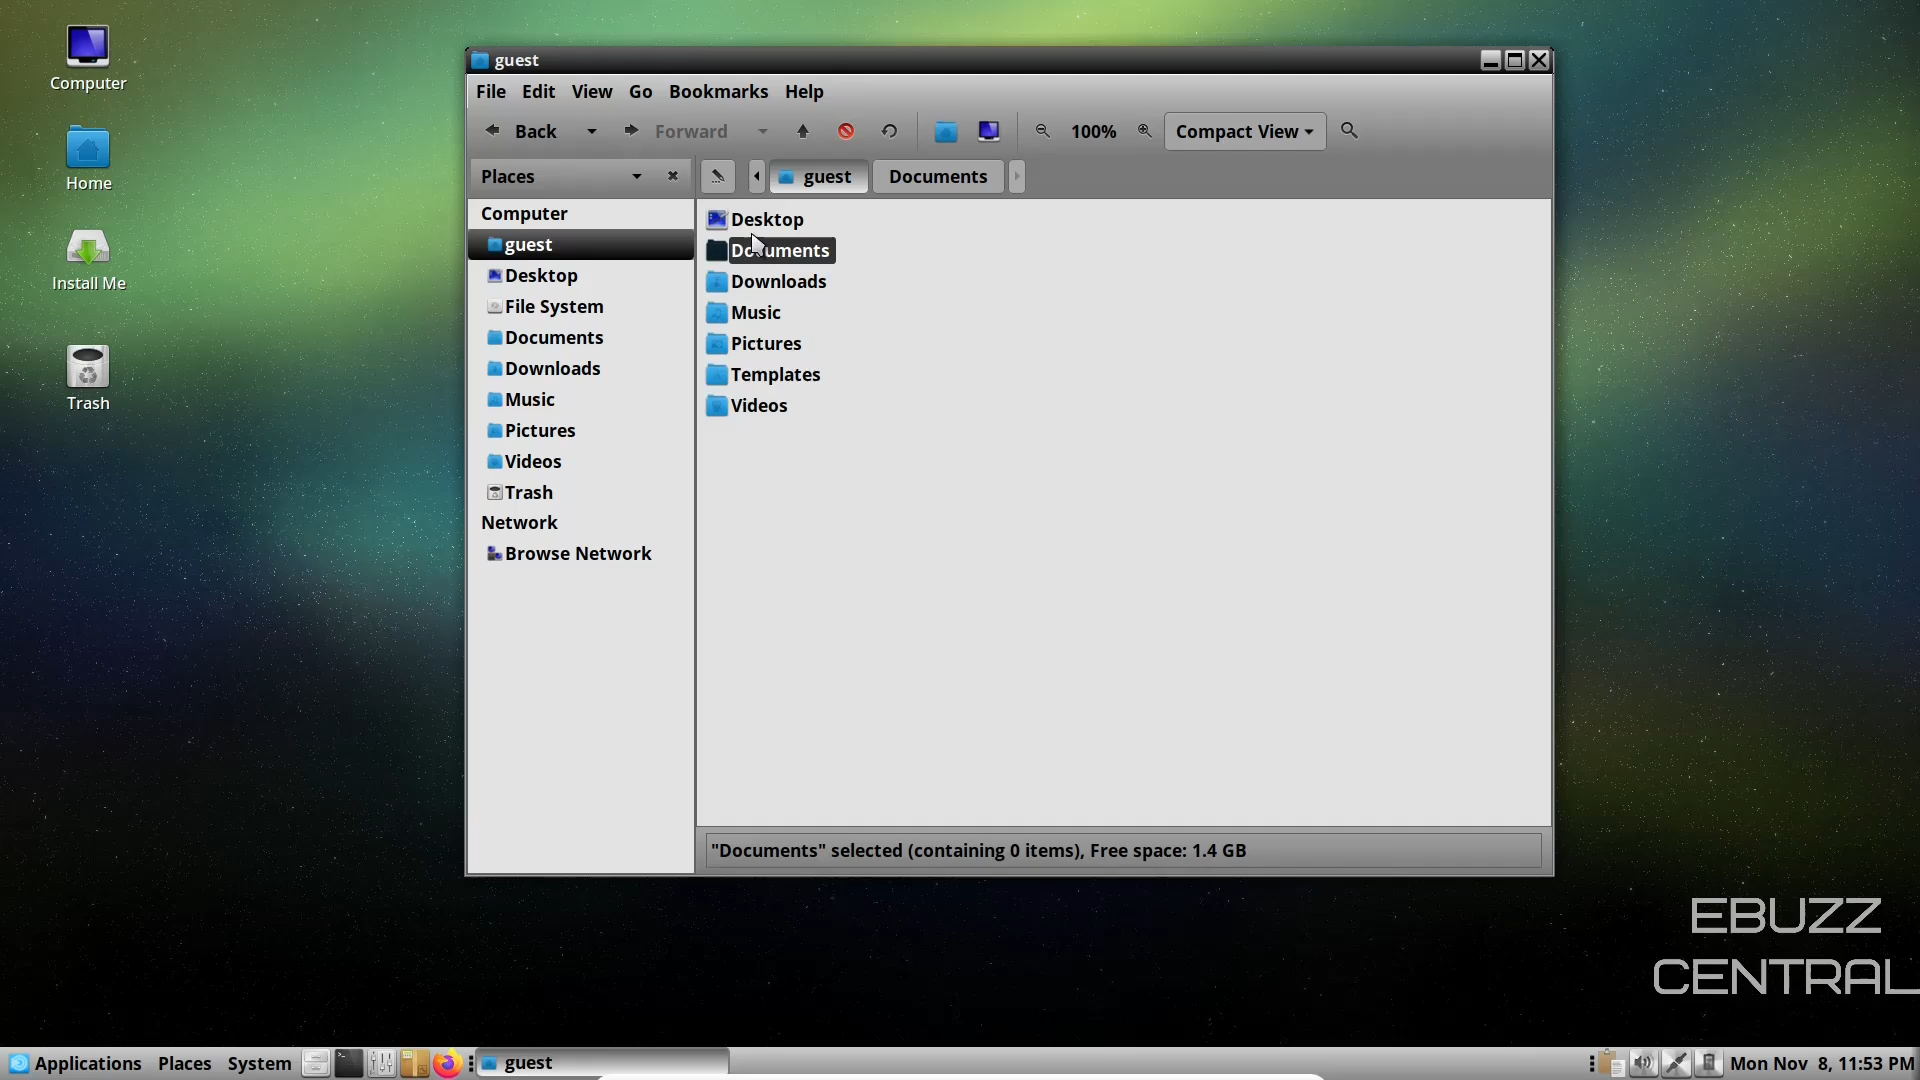 Computer
Home
Install Me
Trash
guest
File Edit View Go Bookmarks Help
Back Forward 100% Compact View
Places guest Documents
Computer
guest
Desktop
File System
Documents
Downloads
Music
Pictures
Videos
Trash
Network
Browse Network
Desktop
Documents
Downloads
Music
Pictures
Templates
Videos
"Documents" selected (containing 0 items), Free space: 1.4 GB
EBUZZ
CENTRAL
Applications Places System guest Mon Nov 8, 11:53 PM